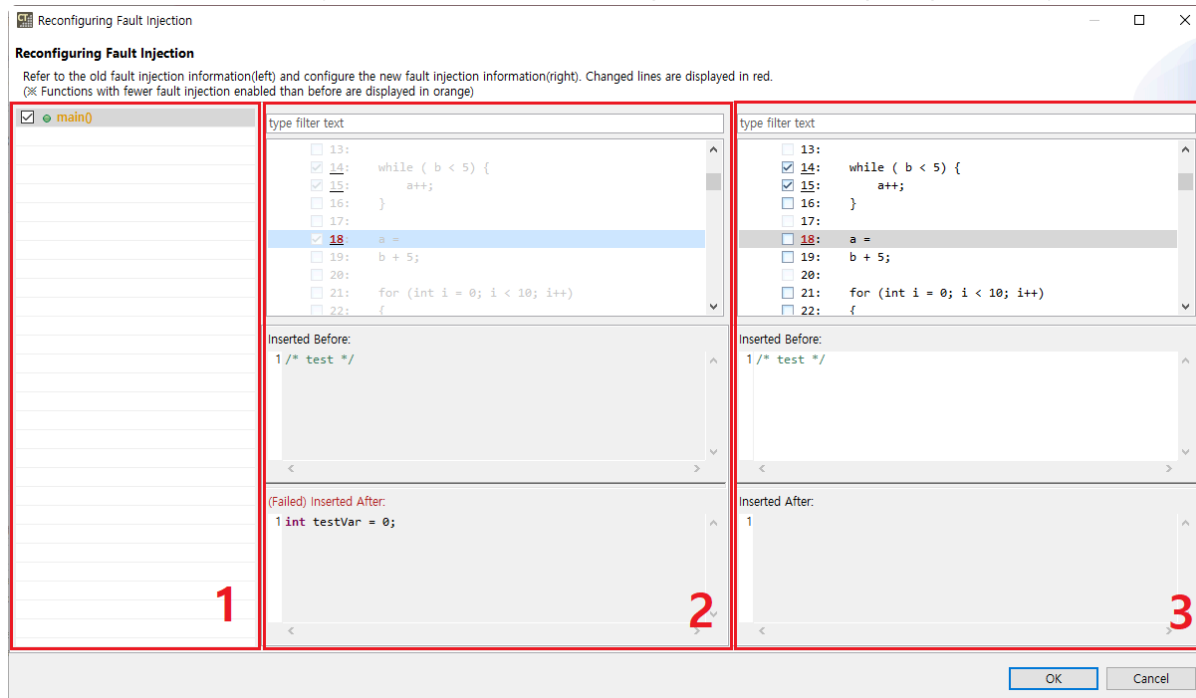 CT Reconfiguring Fault Injection
Reconfiguring Fault Injection
Refer to the old fault injection information(left) and configure the new fault injection information(right). Changed lines are displayed in red.
(※ Functions with fewer fault injection enabled than before are displayed in orange)
main()
type filter text
13:
14: while ( b < 5) {
15: a++;
16: }
17:
18: a =
19: b + 5;
20:
21: for (int i = 0; i < 10; i++)
22: {
Inserted Before:
1 /* test */
(Failed) Inserted After:
1 int testVar = 0;
type filter text
13:
14: while ( b < 5) {
15: a++;
16: }
17:
18: a =
19: b + 5;
20:
21: for (int i = 0; i < 10; i++)
22: {
Inserted Before:
1 /* test */
Inserted After:
1
1
2
3
OK
Cancel